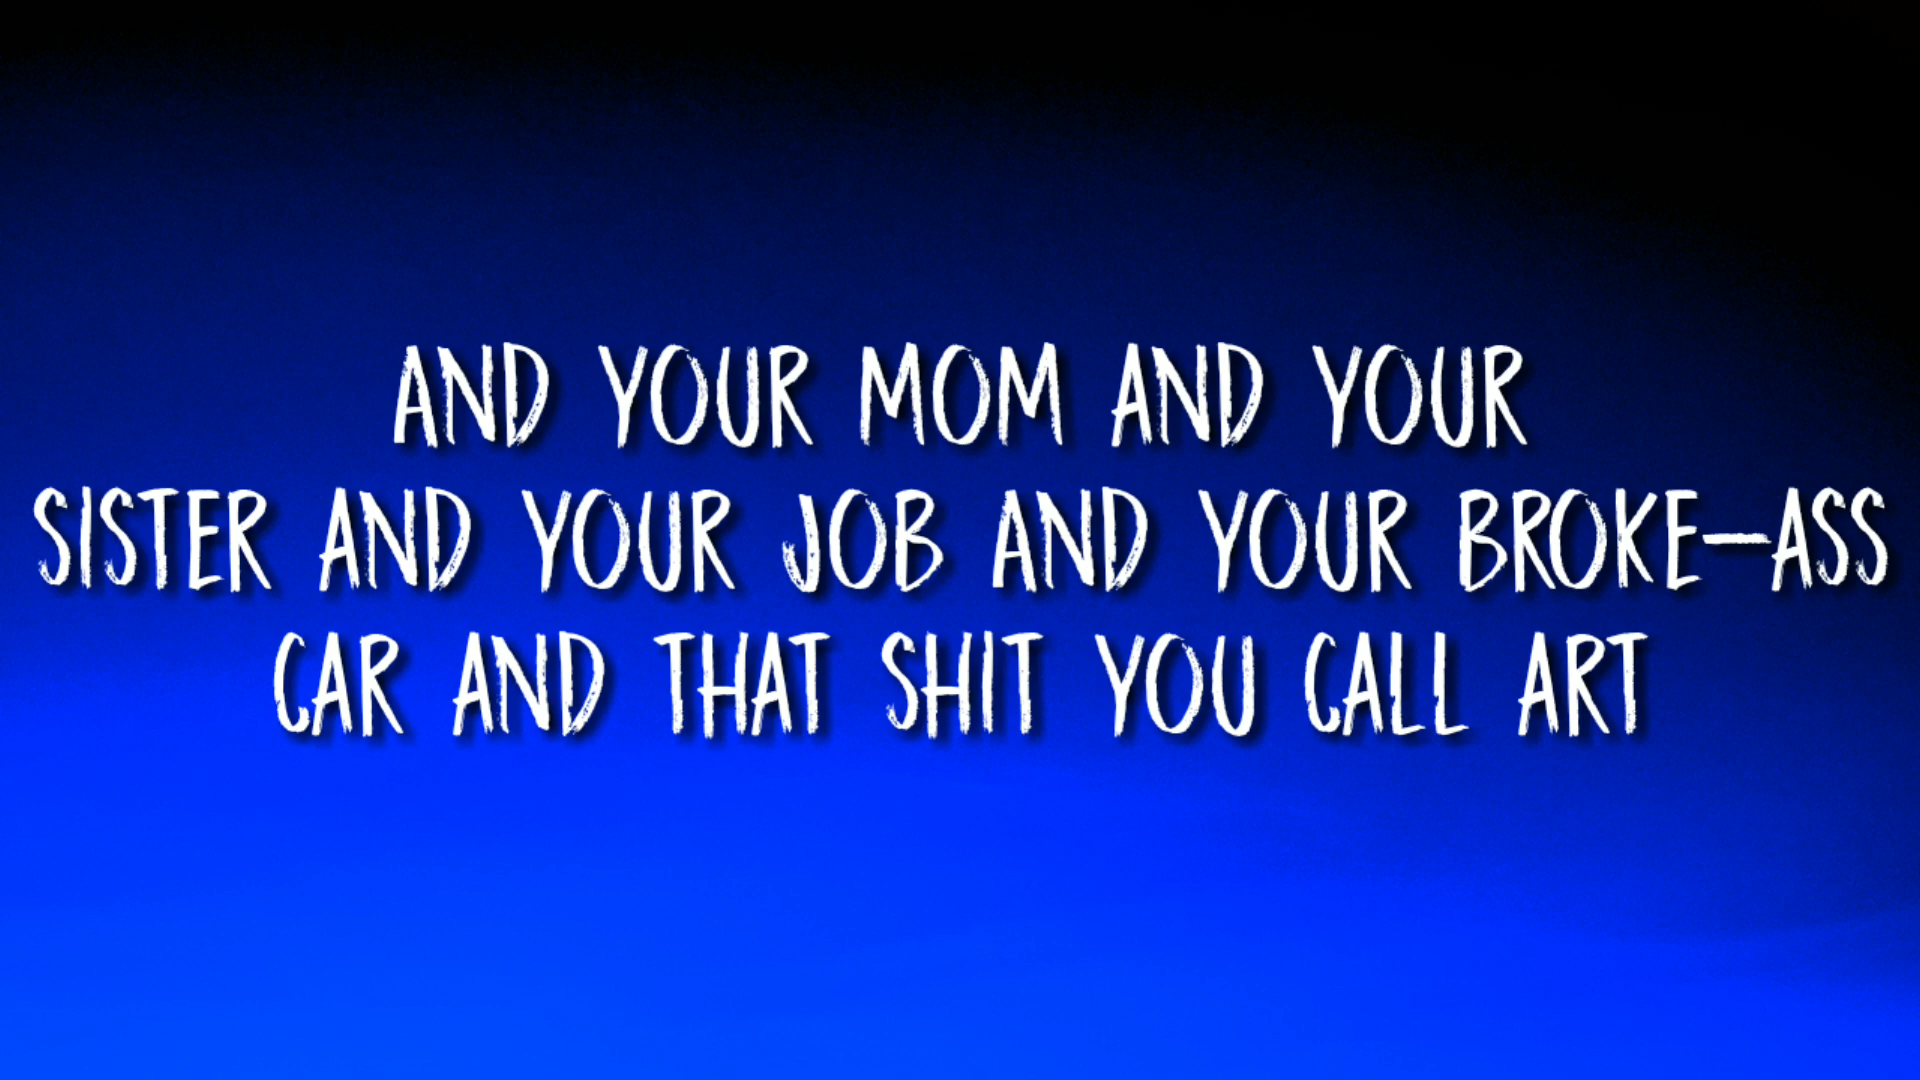 AND YOUR MOM AND YOUR
SISTER AND YOUR JOB AND YOUR BROKE-ASS
CAR AND THAT SHIT YOU CALL ART